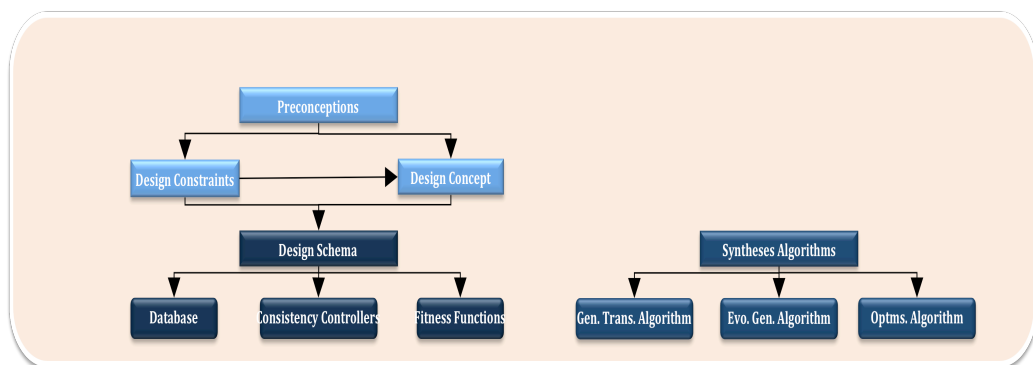 Preconceptions
Design Constraints
Design Concept
Design Schema
Syntheses Algorithms
Database
Consistency Controllers
Fitness Functions
Gen. Trans. Algorithm
Evo. Gen. Algorithm
Optms. Algorithm